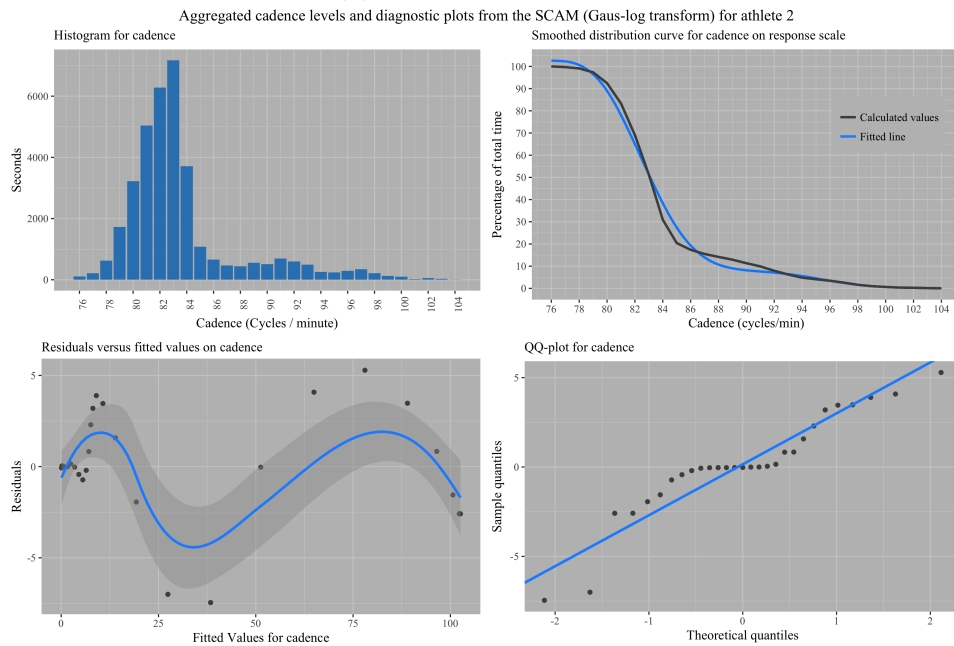 Aggregated cadence levels and diagnostic plots from the SCAM (Gaus-log transform) for athlete 2
Histogram for cadence
Seconds
6000
4000
2000
0
76 78 80 82 84 86 88 90 92 94 96 98 100 102 104
Cadence (Cycles / minute)
Smoothed distribution curve for cadence on response scale
Percentage of total time
100
90
80
70
60
50
40
30
20
10
0
Calculated values
Fitted line
76 78 80 82 84 86 88 90 92 94 96 98 100 102 104
Cadence (cycles/min)
Residuals versus fitted values on cadence
Residuals
5
0
-5
0 25 50 75 100
Fitted Values for cadence
QQ-plot for cadence
Sample quantiles
5
0
-5
-2 -1 0 1 2
Theoretical quantiles